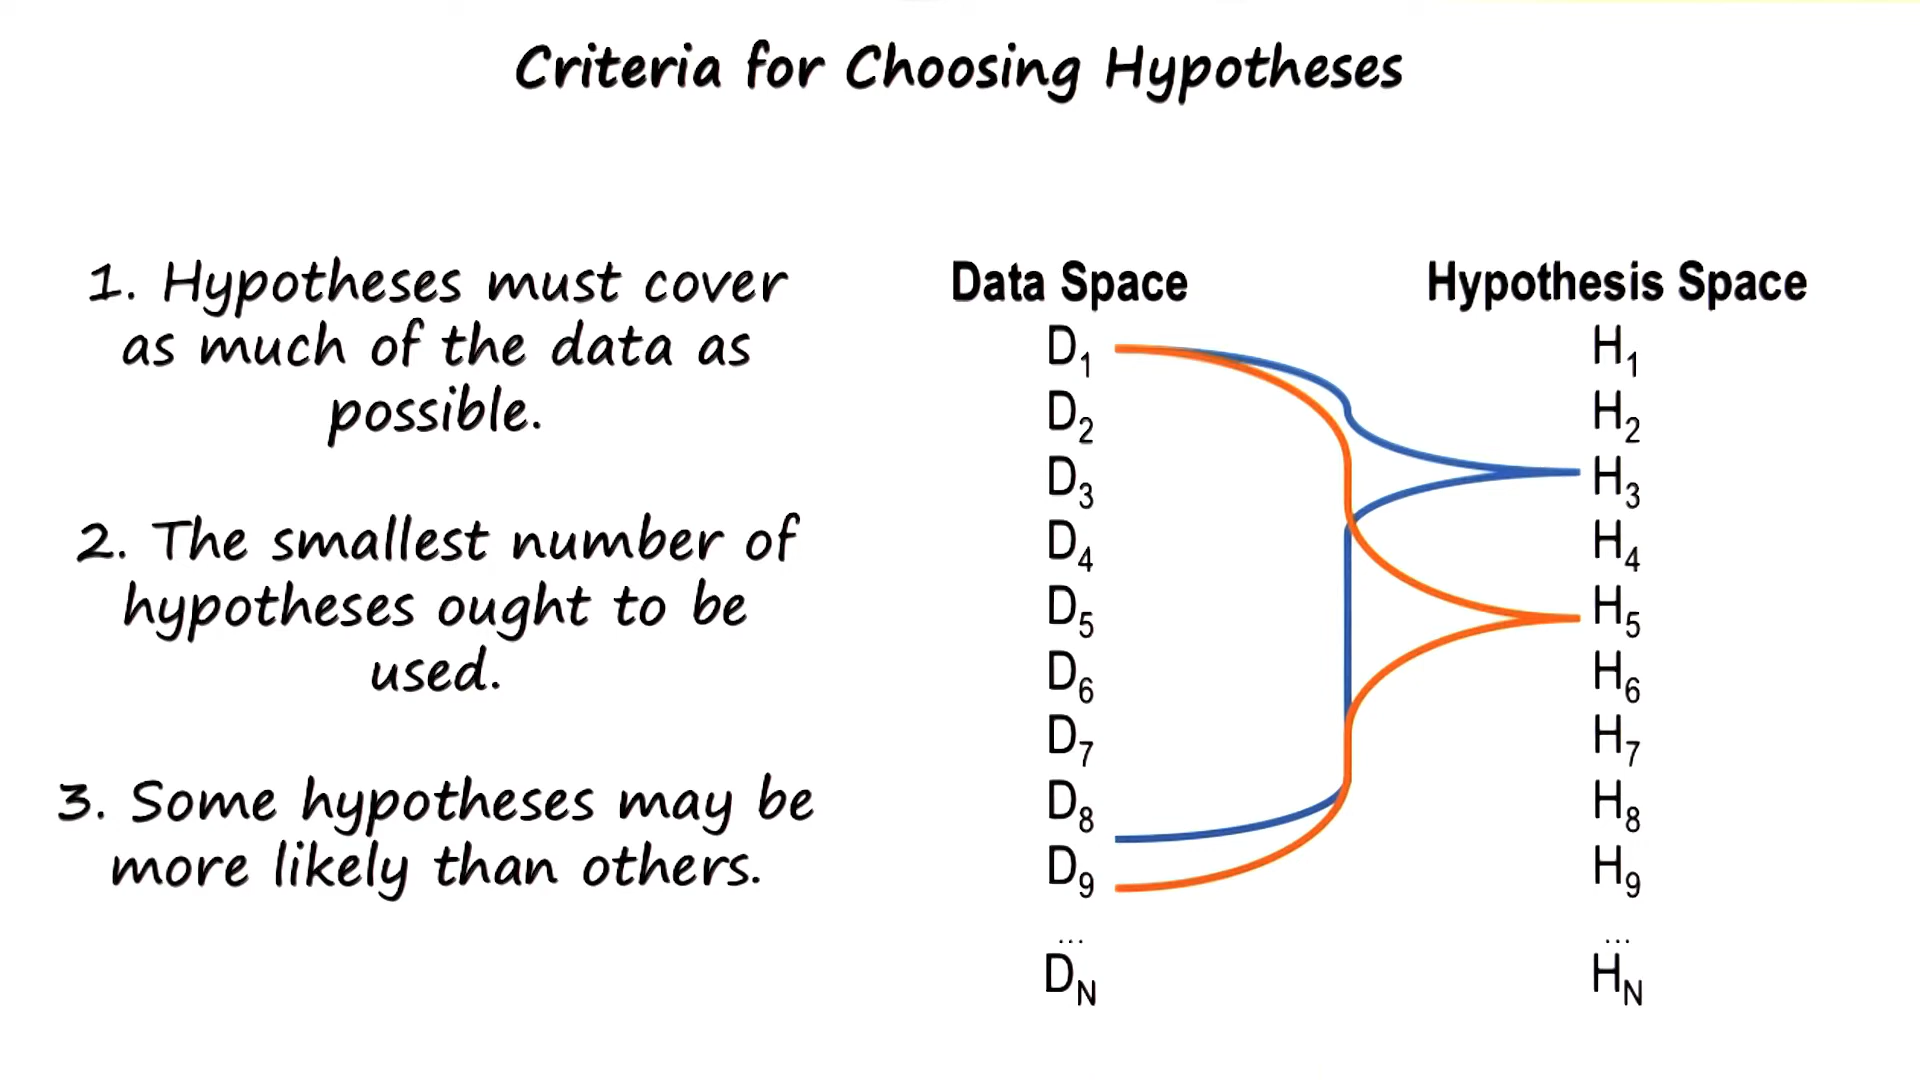 Criteria for Choosing Hypotheses
1. Hypotheses must cover
as much of the data as
possible.
2. The smallest number of
hypotheses ought to be
used.
3. Some hypotheses may be
more likely than others.
Data Space
D₁
D₂
D₃
D₄
D₅
D₆
D₇
D₈
D₉
...
D_N
Hypothesis Space
H₁
H₂
H₃
H₄
H₅
H₆
H₇
H₈
H₉
...
H_N